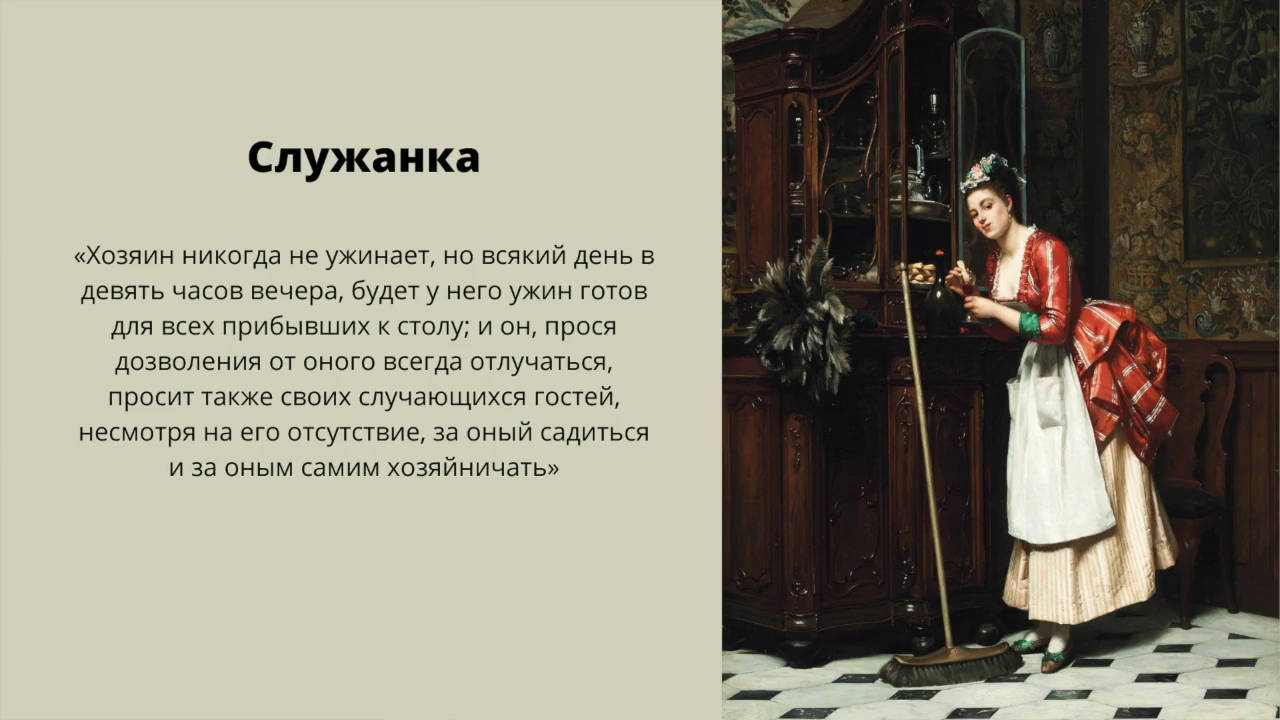 Служанка
«Хозяин никогда не ужинает, но всякий день в
девять часов вечера, будет у него ужин готов
для всех прибывших к столу; и он, прося
дозволения от оного всегда отлучаться,
просит также своих случающихся гостей,
несмотря на его отсутствие, за оный садиться
и за оным самим хозяйничать»